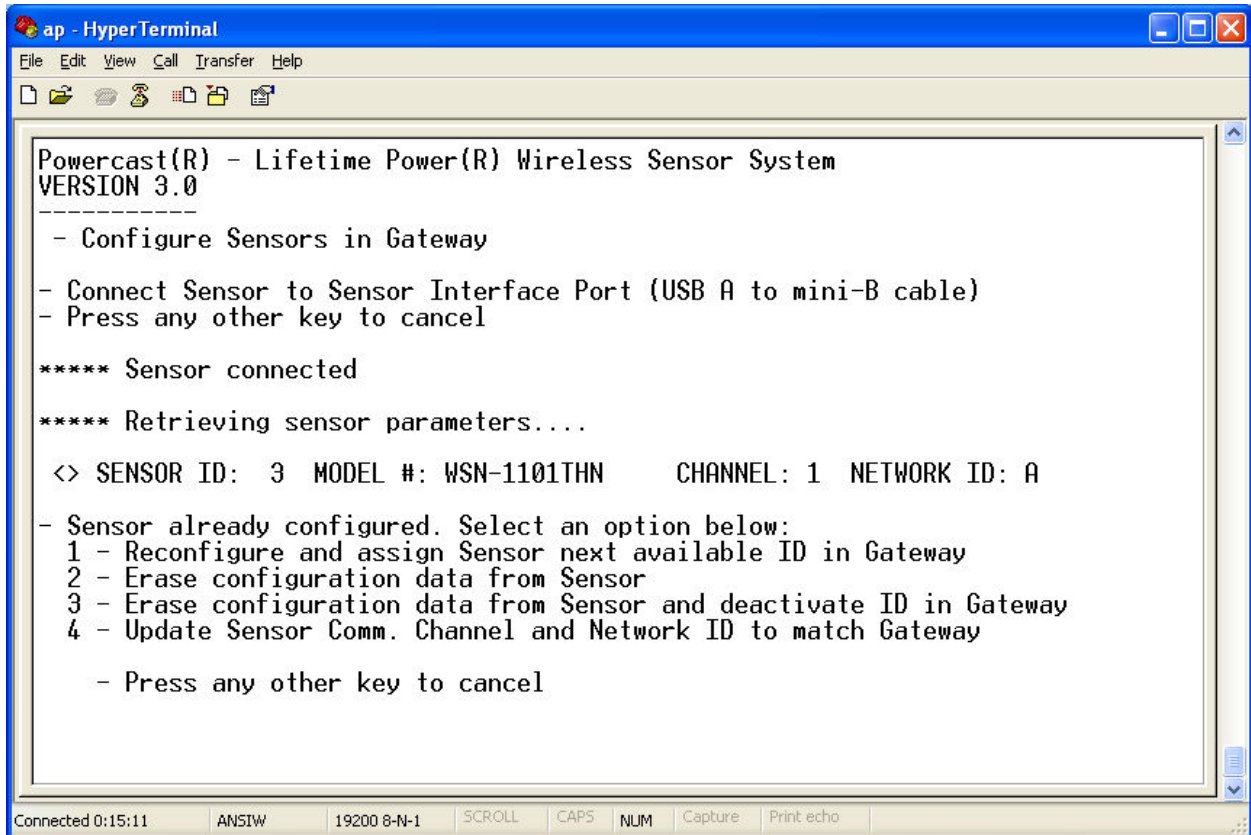 ap - HyperTerminal
File Edit View Call Transfer Help
Powercast(R) - Lifetime Power(R) Wireless Sensor System
VERSION 3.0
-----------
- Configure Sensors in Gateway
- Connect Sensor to Sensor Interface Port (USB A to mini-B cable)
- Press any other key to cancel
***** Sensor connected
***** Retrieving sensor parameters....
<> SENSOR ID: 3 MODEL #: WSN-1101THN CHANNEL: 1 NETWORK ID: A
- Sensor already configured. Select an option below:
1 - Reconfigure and assign Sensor next available ID in Gateway
2 - Erase configuration data from Sensor
3 - Erase configuration data from Sensor and deactivate ID in Gateway
4 - Update Sensor Comm. Channel and Network ID to match Gateway
- Press any other key to cancel
Connected 0:15:11 ANSIW 19200 8-N-1 SCROLL CAPS NUM Capture Print echo